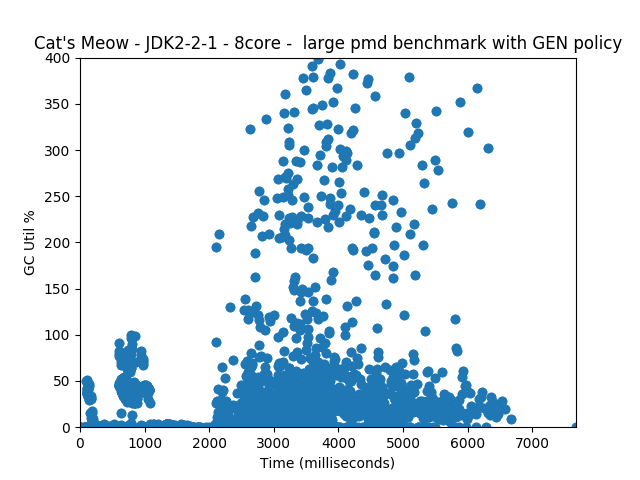 Cat's Meow - JDK2-2-1 - 8core -  large pmd benchmark with GEN policy
400
350
300
250
200
150
100
50
0
GC Util %
0 1000 2000 3000 4000 5000 6000 7000
Time (milliseconds)